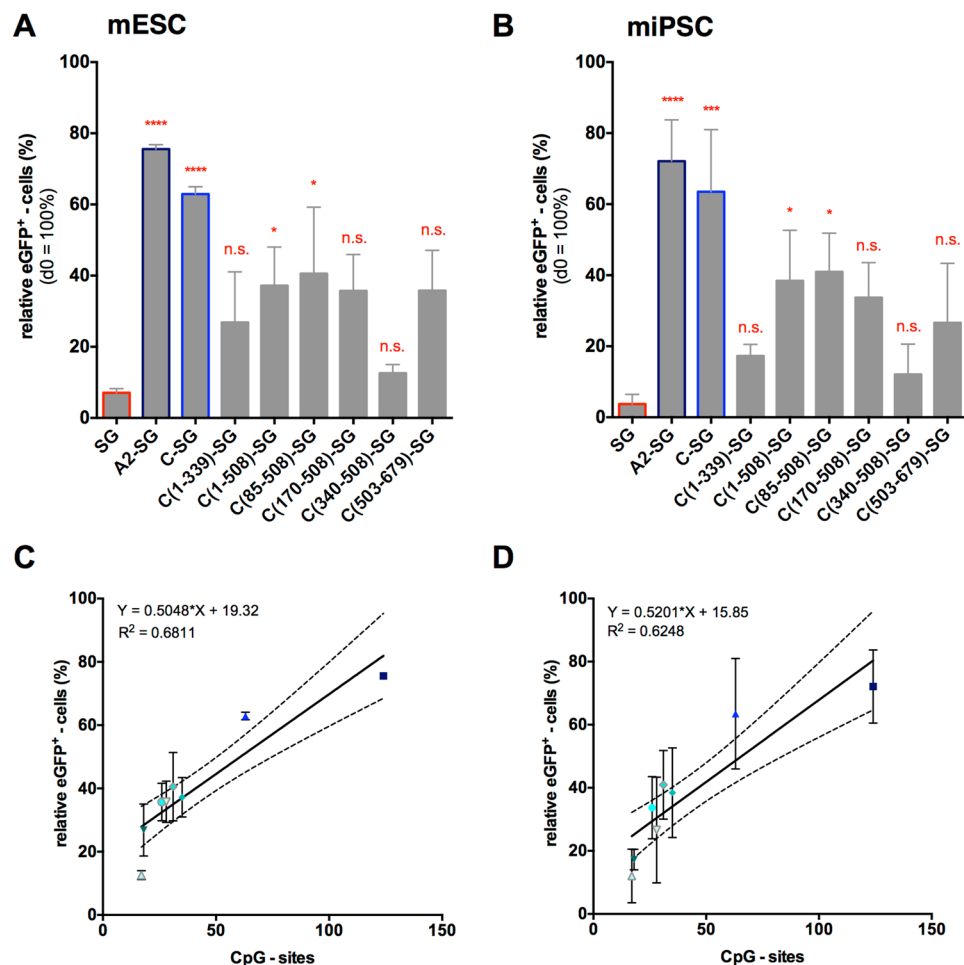 A
mESC
relative eGFP+ - cells (%)
(d0 = 100%)
100
80
60
40
20
0
****
****
n.s.
*
*
n.s.
n.s.
n.s.
SG
A2-SG
C-SG
C(1-339)-SG
C(1-508)-SG
C(85-508)-SG
C(170-508)-SG
C(340-508)-SG
C(503-679)-SG
B
miPSC
relative eGFP+ - cells (%)
(d0 = 100%)
100
80
60
40
20
0
****
***
n.s.
*
*
n.s.
n.s.
n.s.
SG
A2-SG
C-SG
C(1-339)-SG
C(1-508)-SG
C(85-508)-SG
C(170-508)-SG
C(340-508)-SG
C(503-679)-SG
C
relative eGFP+ - cells (%)
100
80
60
40
20
0
Y = 0.5048*X + 19.32
R2 = 0.6811
0
50
100
150
CpG - sites
D
relative eGFP+ - cells (%)
100
80
60
40
20
0
Y = 0.5201*X + 15.85
R2 = 0.6248
0
50
100
150
CpG - sites